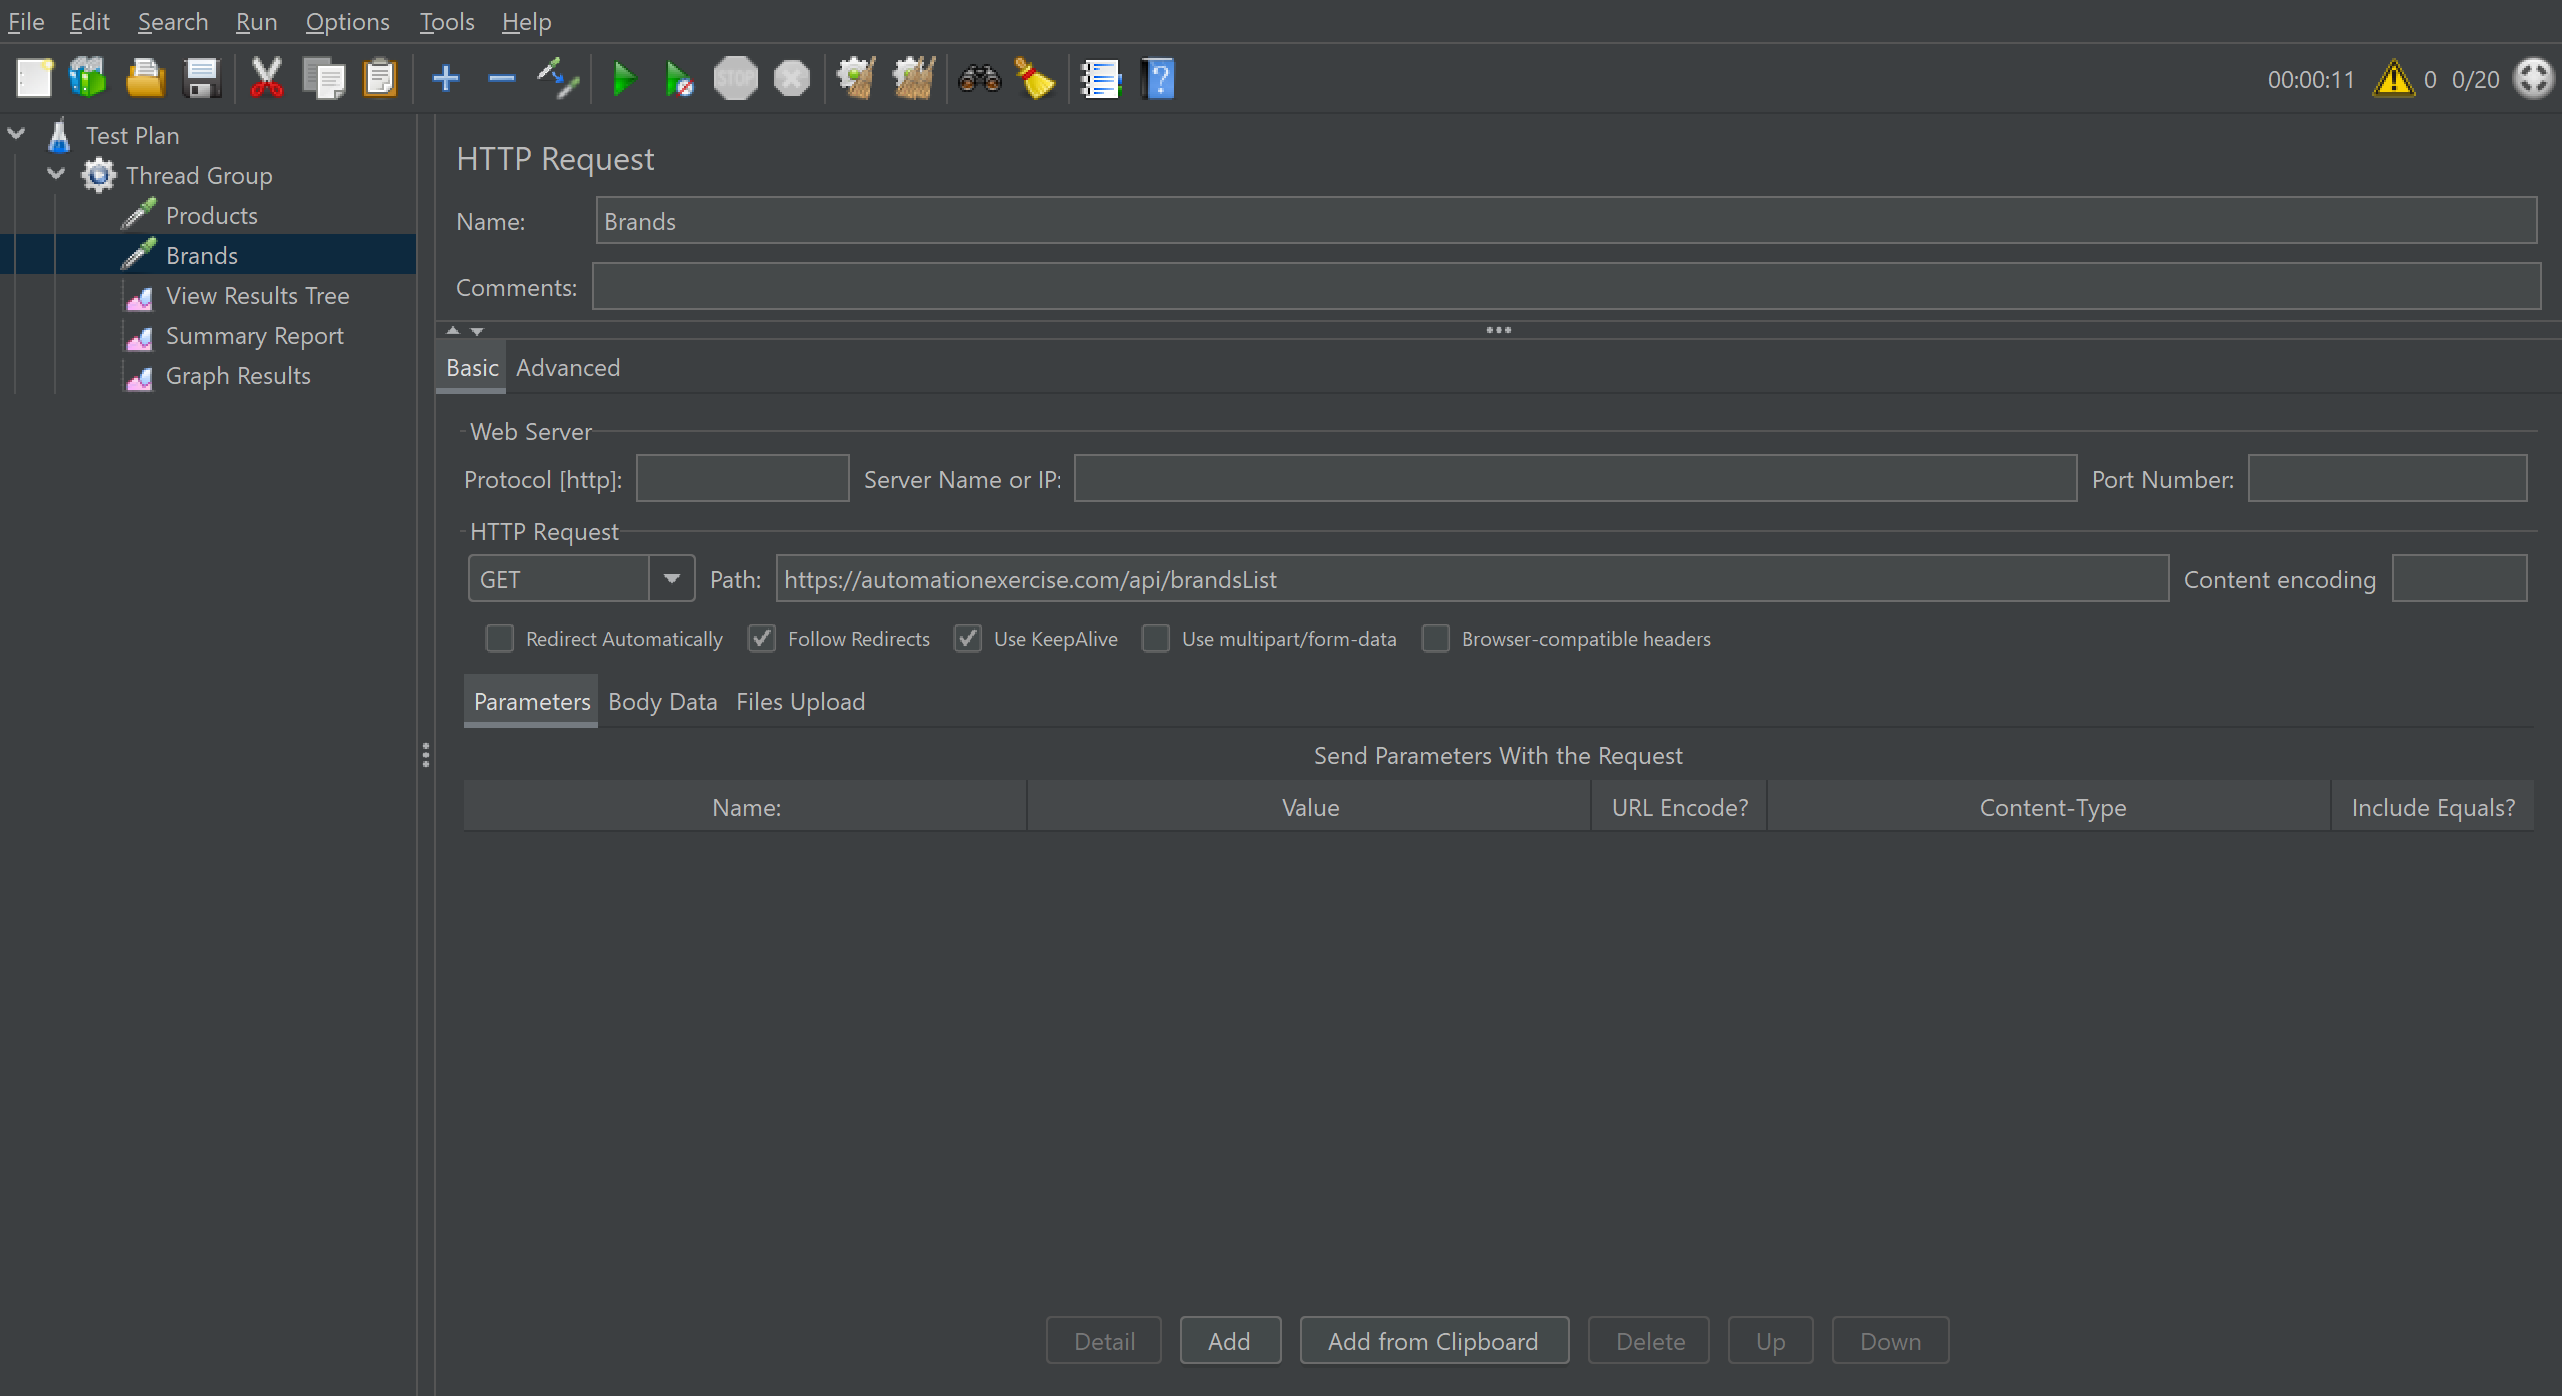 File Edit Search Run Options Tools Help
STOP ? 00:00:11 0 0/20
Test Plan
Thread Group
Products
Brands
View Results Tree
Summary Report
Graph Results
HTTP Request
Name: Brands
Comments:
Basic Advanced
Web Server
Protocol [http]: Server Name or IP: Port Number:
HTTP Request
GET Path: https://automationexercise.com/api/brandsList Content encoding
Redirect Automatically Follow Redirects Use KeepAlive Use multipart/form-data Browser-compatible headers
Parameters Body Data Files Upload
Send Parameters With the Request
Name: Value URL Encode? Content-Type Include Equals?
Detail Add Add from Clipboard Delete Up Down